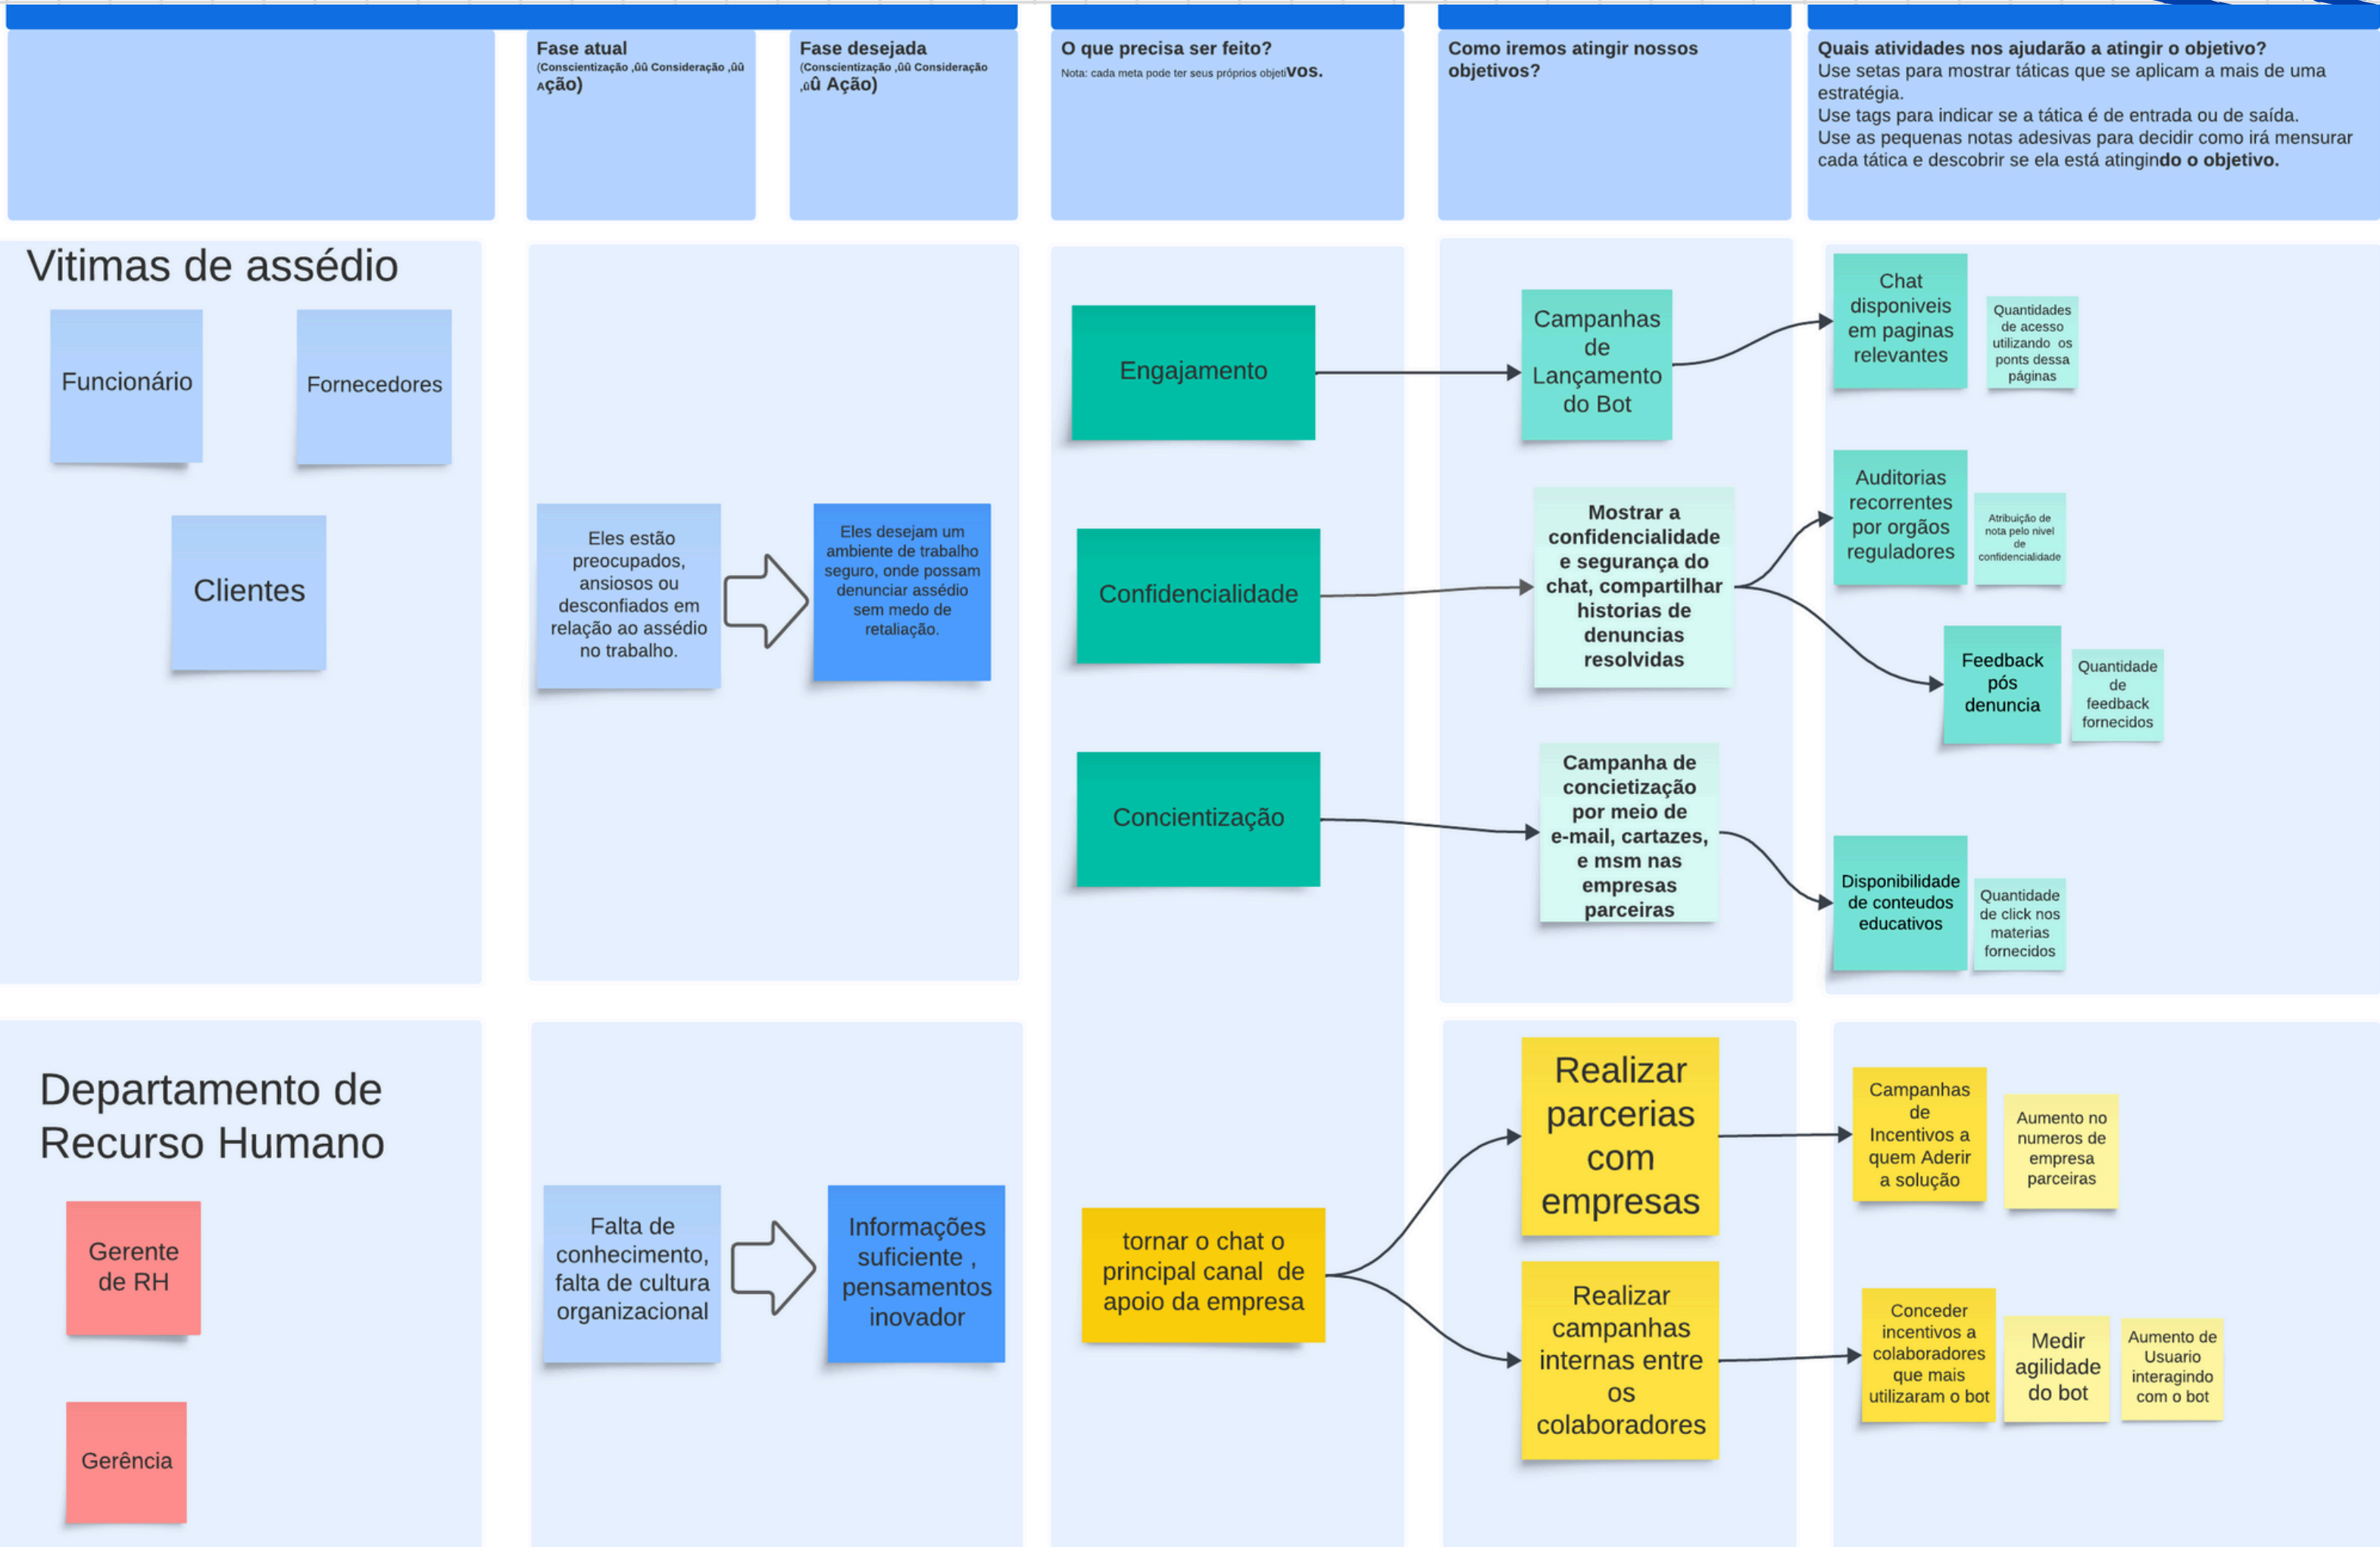 Fase atual
(Conscientização ,ûû Consideração ,ûû
Ação)
Fase desejada
(Conscientização ,ûû Consideração
,ûû Ação)
O que precisa ser feito?
Nota: cada meta pode ter seus próprios objetivos.
Como iremos atingir nossos
objetivos?
Quais atividades nos ajudarão a atingir o objetivo?
Use setas para mostrar táticas que se aplicam a mais de uma
estratégia.
Use tags para indicar se a tática é de entrada ou de saída.
Use as pequenas notas adesivas para decidir como irá mensurar
cada tática e descobrir se ela está atingindo o objetivo.
Vitimas de assédio
Funcionário
Fornecedores
Clientes
Eles estão
preocupados,
ansiosos ou
desconfiados em
relação ao assédio
no trabalho.
Eles desejam um
ambiente de trabalho
seguro, onde possam
denunciar assédio
sem medo de
retaliação.
Engajamento
Campanhas
de
Lançamento
do Bot
Chat
disponiveis
em paginas
relevantes
Quantidades
de acesso
utilizando os
ponts dessa
páginas
Confidencialidade
Mostrar a
confidencialidade
e segurança do
chat, compartilhar
historias de
denuncias
resolvidas
Auditorias
recorrentes
por orgãos
reguladores
Atribuição de
nota pelo nivel
de
confidencialidade
Feedback
pós
denuncia
Quantidade
de
feedback
fornecidos
Concientização
Campanha de
concietização
por meio de
e-mail, cartazes,
e msm nas
empresas
parceiras
Disponibilidade
de conteudos
educativos
Quantidade
de click nos
materias
fornecidos
Departamento de
Recurso Humano
Gerente
de RH
Gerência
Falta de
conhecimento,
falta de cultura
organizacional
Informações
suficiente ,
pensamentos
inovador
tornar o chat o
principal canal de
apoio da empresa
Realizar
parcerias
com
empresas
Campanhas
de
Incentivos a
quem Aderir
a solução
Aumento no
numeros de
empresa
parceiras
Realizar
campanhas
internas entre
os
colaboradores
Conceder
incentivos a
colaboradores
que mais
utilizaram o bot
Medir
agilidade
do bot
Aumento de
Usuario
interagindo
com o bot